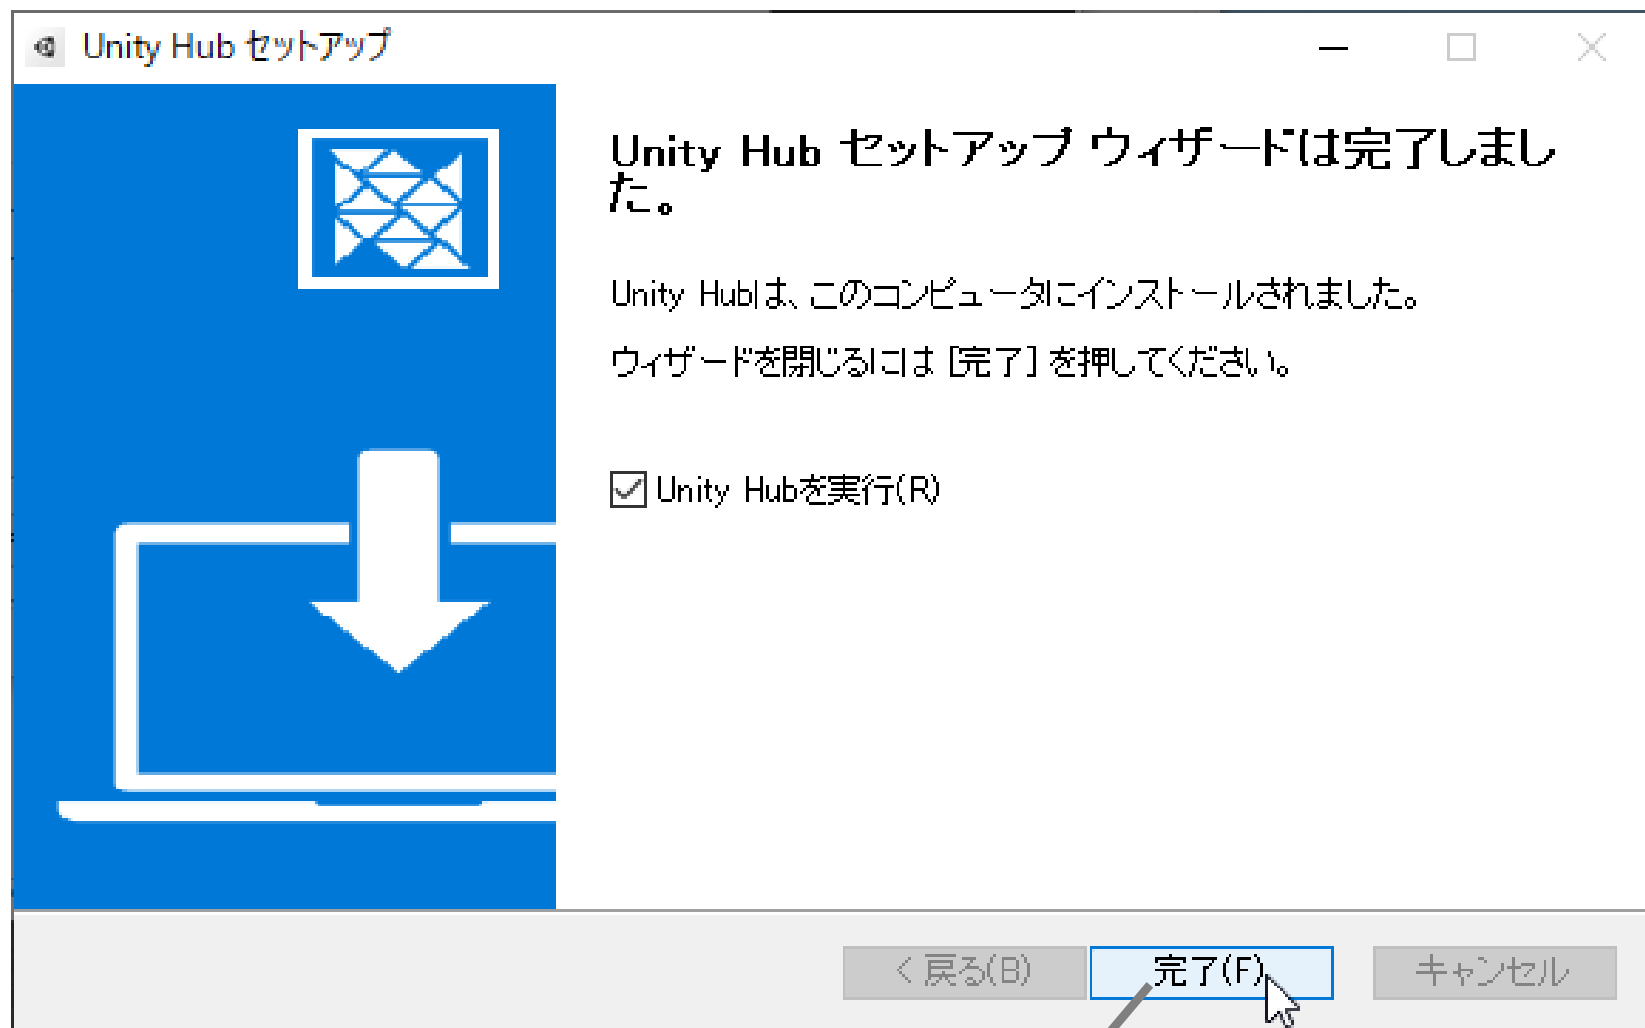 Unity Hub セットアップ
Unity Hub セットアップ ウィザードは完了しまし
た。
Unity Hubは、このコンピュータにインストールされました。
ウィザードを閉じるには [完了] を押してください。
Unity Hubを実行(R)
< 戻る(B)
完了(F)
キャンセル